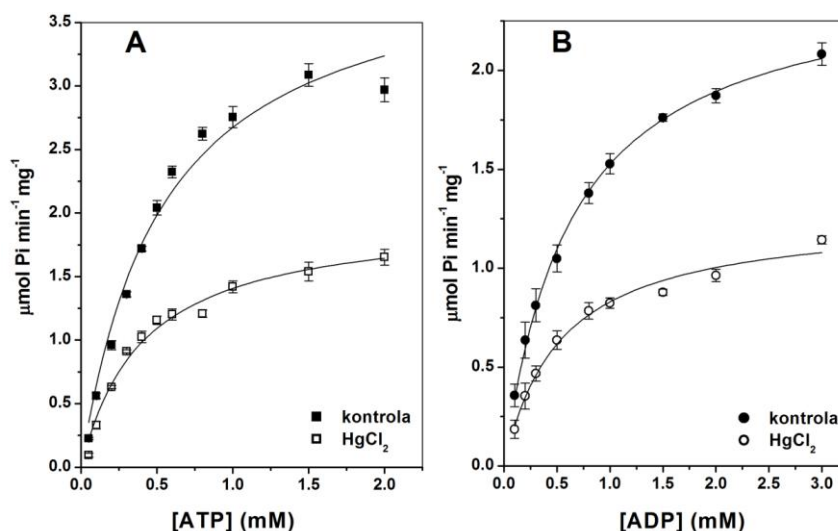 A
μmol Pi min⁻¹ mg⁻¹
3.5
3.0
2.5
2.0
1.5
1.0
0.5
0.0
0.0 0.5 1.0 1.5 2.0
[ATP] (mM)
kontrola
HgCl₂
B
μmol Pi min⁻¹ mg⁻¹
2.0
1.5
1.0
0.5
0.0
0.0 0.5 1.0 1.5 2.0 2.5 3.0
[ADP] (mM)
kontrola
HgCl₂